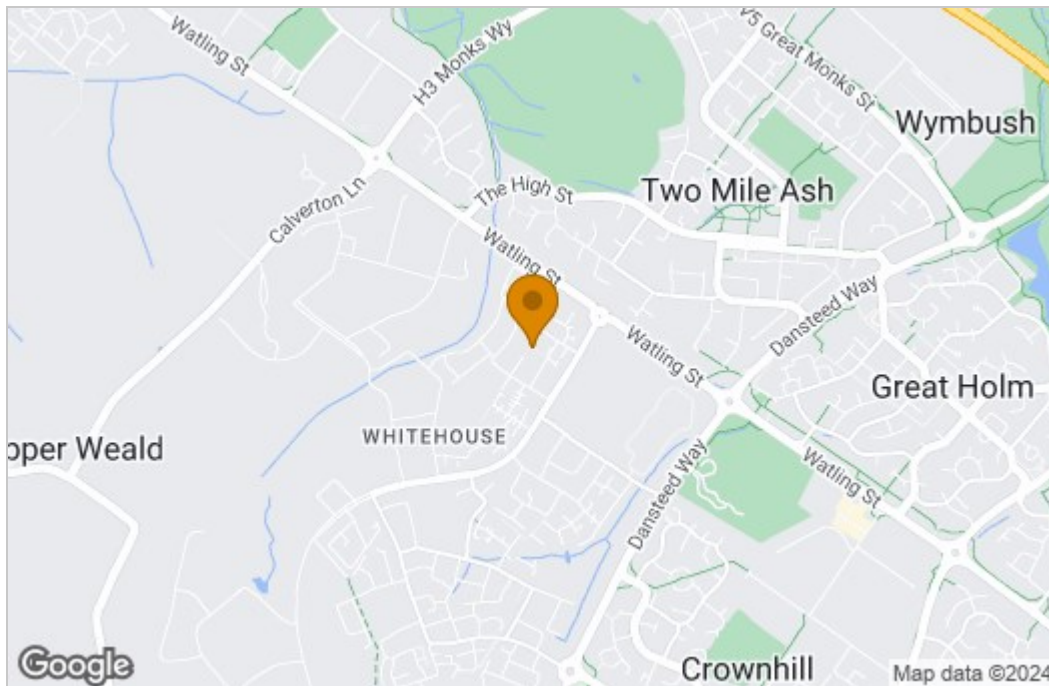 Watling St
H3 Monks Wy
V5 Great Monks St
Wymbush
The High St
Two Mile Ash
Calverton Ln
Watling St
Dansteed Way
Watling St
Great Holm
WHITEHOUSE
pper Weald
Dansteed Way
Watling St
Crownhill
Google
Map data ©2024